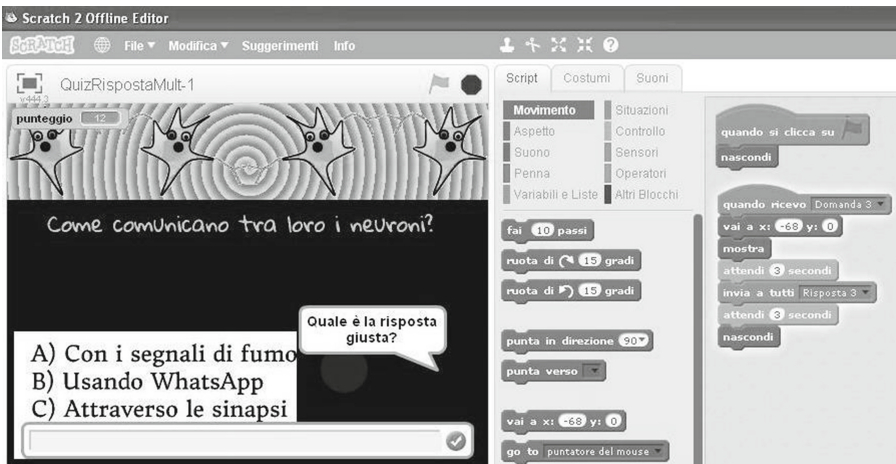 Scratch 2 Offline Editor
SCRATCH File Modifica Suggerimenti Info
QuizRispostaMult-1
v444.3
punteggio 12
Come comunicano tra loro i neuroni?
Quale è la risposta
giusta?
A) Con i segnali di fumo
B) Usando WhatsApp
C) Attraverso le sinapsi
Script Costumi Suoni
Movimento Situazioni
Aspetto Controllo
Suono Sensori
Penna Operatori
Variabili e Liste Altri Blocchi
fai 10 passi
ruota di 15 gradi
ruota di 15 gradi
punta in direzione 90
punta verso
vai a x: -68 y: 0
go to puntatore del mouse
quando si clicca su
nascondi
quando ricevo Domanda 3
vai a x: -68 y: 0
mostra
attendi 3 secondi
invia a tutti Risposta 3
attendi 3 secondi
nascondi